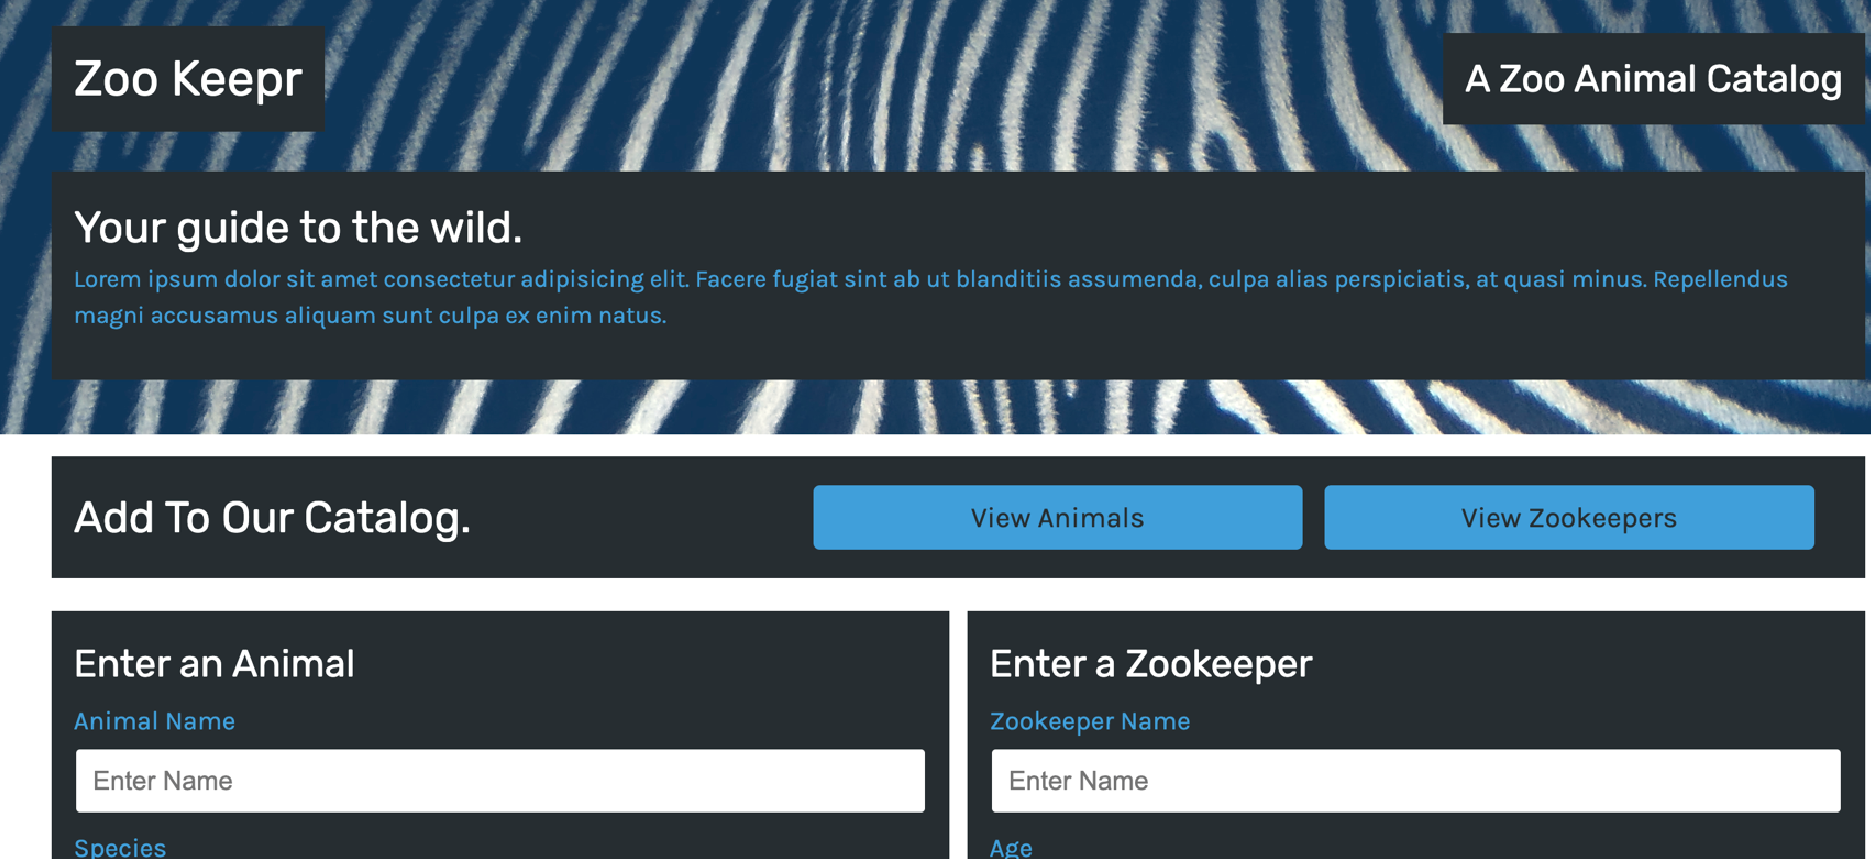 Zoo Keepr
A Zoo Animal Catalog
Your guide to the wild.
Lorem ipsum dolor sit amet consectetur adipisicing elit. Facere fugiat sint ab ut blanditiis assumenda, culpa alias perspiciatis, at quasi minus. Repellendus
magni accusamus aliquam sunt culpa ex enim natus.
Add To Our Catalog.
View Animals
View Zookeepers
Enter an Animal
Animal Name
Enter Name
Species
Enter a Zookeeper
Zookeeper Name
Enter Name
Age